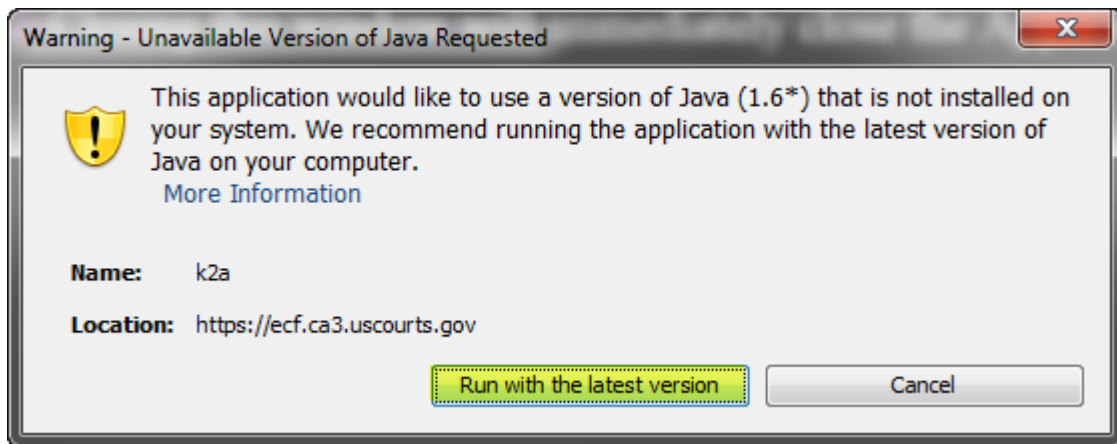 Warning - Unavailable Version of Java Requested
This application would like to use a version of Java (1.6*) that is not installed on
your system. We recommend running the application with the latest version of
Java on your computer.
More Information
Name: k2a
Location: https://ecf.ca3.uscourts.gov
Run with the latest version Cancel